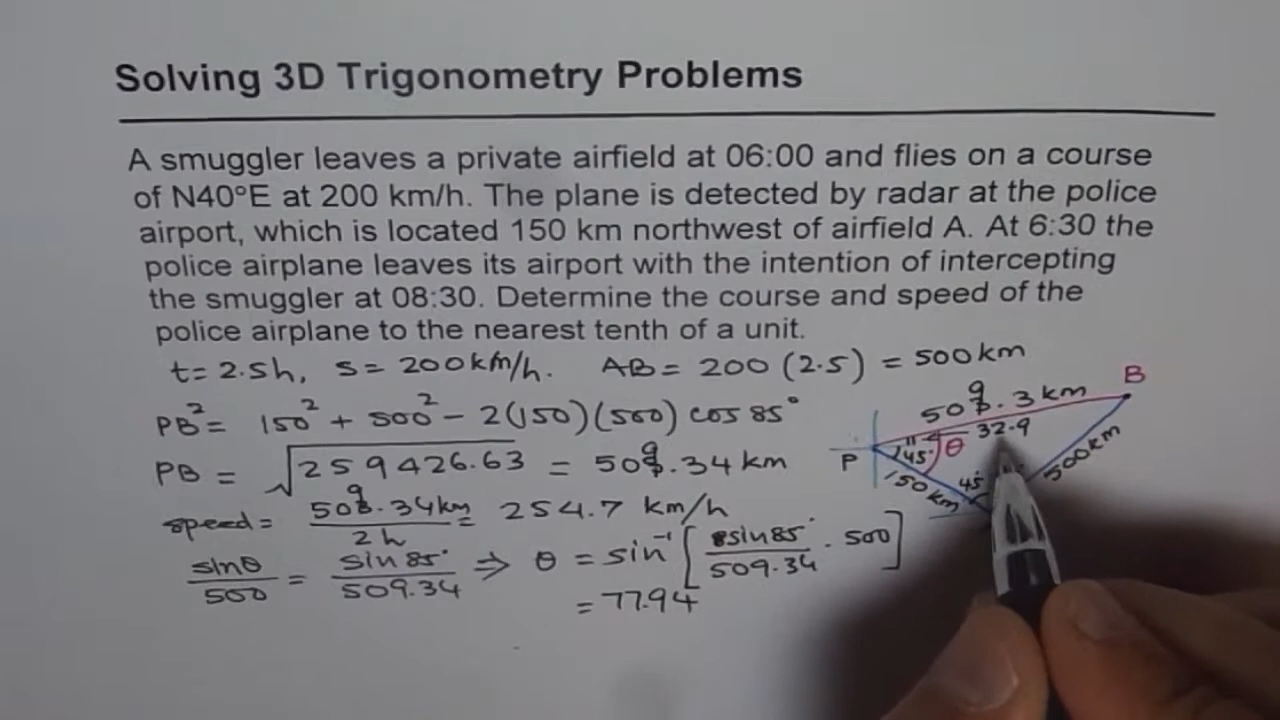 Solving 3D Trigonometry Problems
A smuggler leaves a private airfield at 06:00 and flies on a course
of N40°E at 200 km/h. The plane is detected by radar at the police
airport, which is located 150 km northwest of airfield A. At 6:30 the
police airplane leaves its airport with the intention of intercepting
the smuggler at 08:30. Determine the course and speed of the
police airplane to the nearest tenth of a unit.
t = 2.5h, s = 200km/h. AB = 200 (2.5) = 500 km
PB² = 150² + 500² - 2(150)(500) cos 85°
PB = √259426.63 = 509.34 km
speed = 509.34km / 2h = 254.7 km/h
sinθ / 500 = sin 85° / 509.34 ⇒ θ = sin⁻¹ [ sin 85° / 509.34 · 500 ]
= 77.94
B
509.3 km
32.9
45°
θ
P
150 km
45°
500km